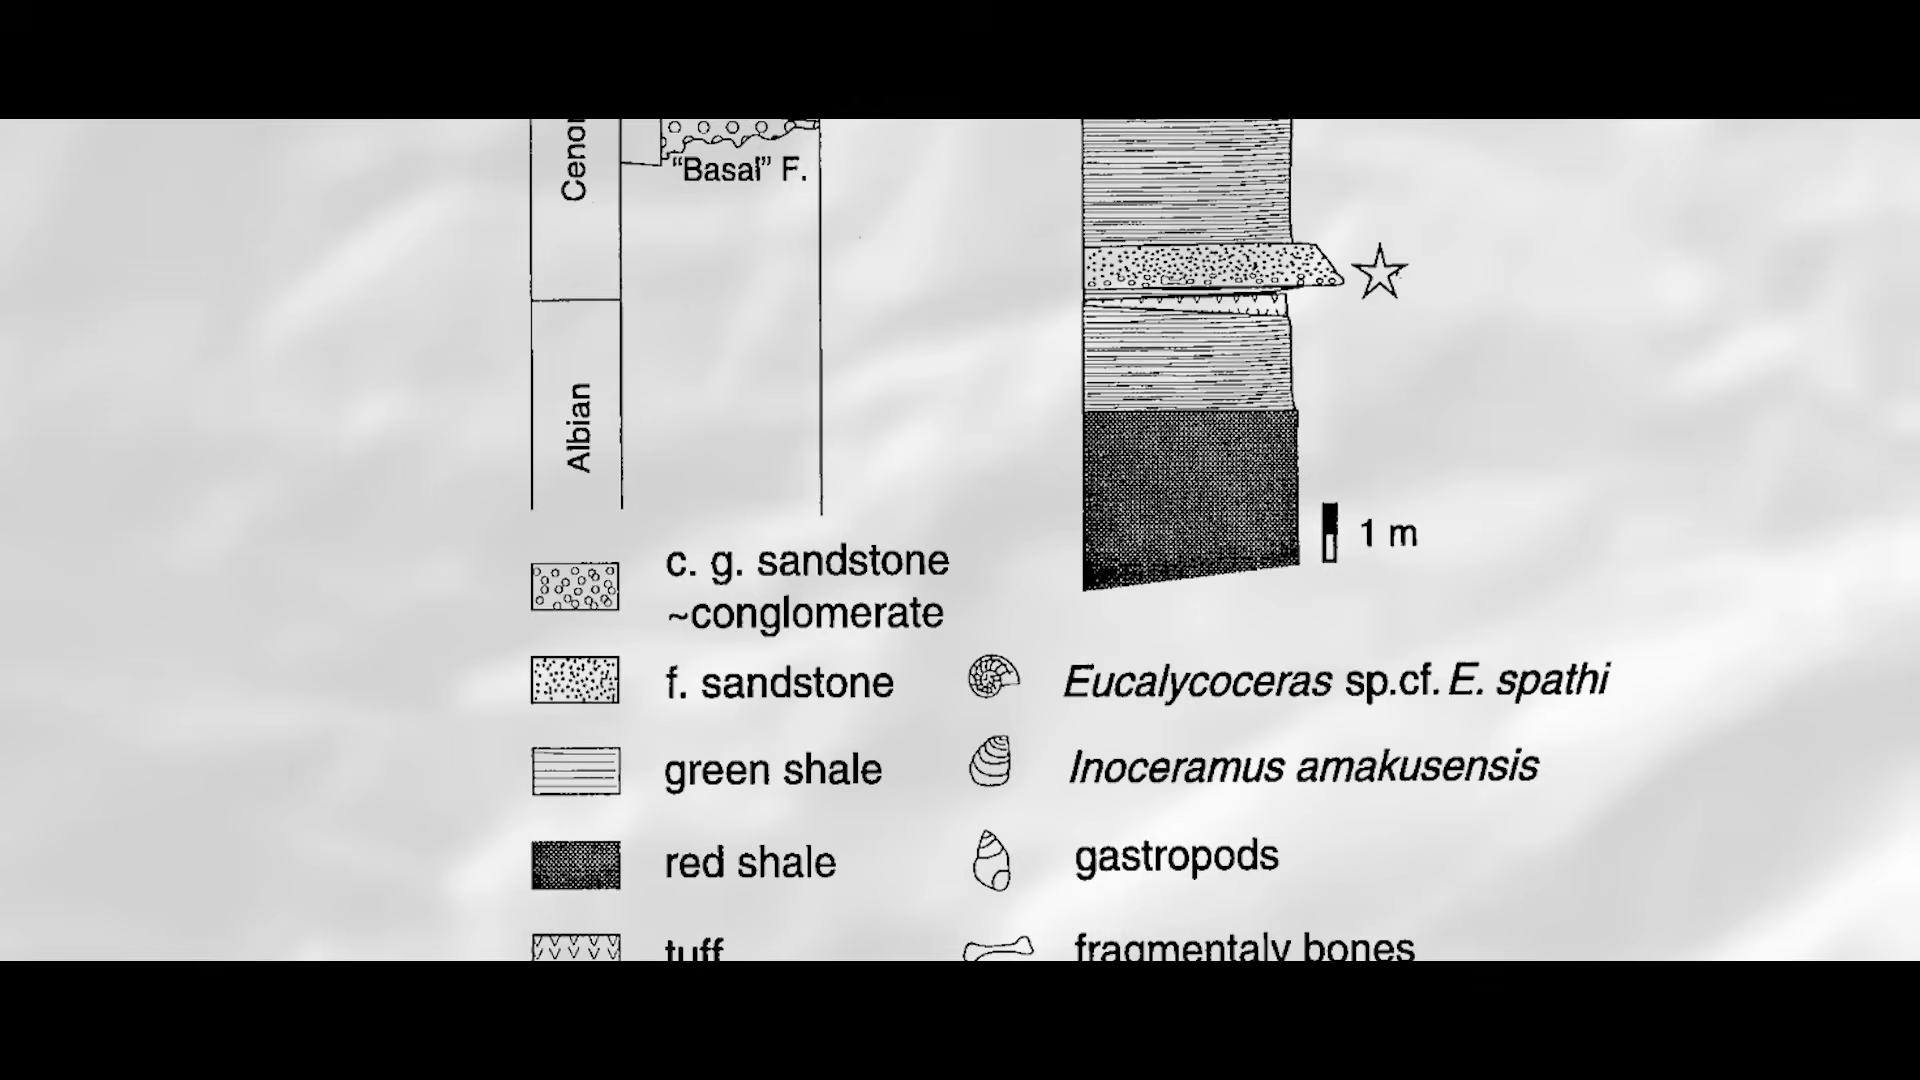 Ceno
"Basal" F.
Albian
1 m
c. g. sandstone
~conglomerate
f. sandstone
green shale
red shale
tuff
Eucalycoceras sp.cf. E. spathi
Inoceramus amakusensis
gastropods
fragmentaly bones